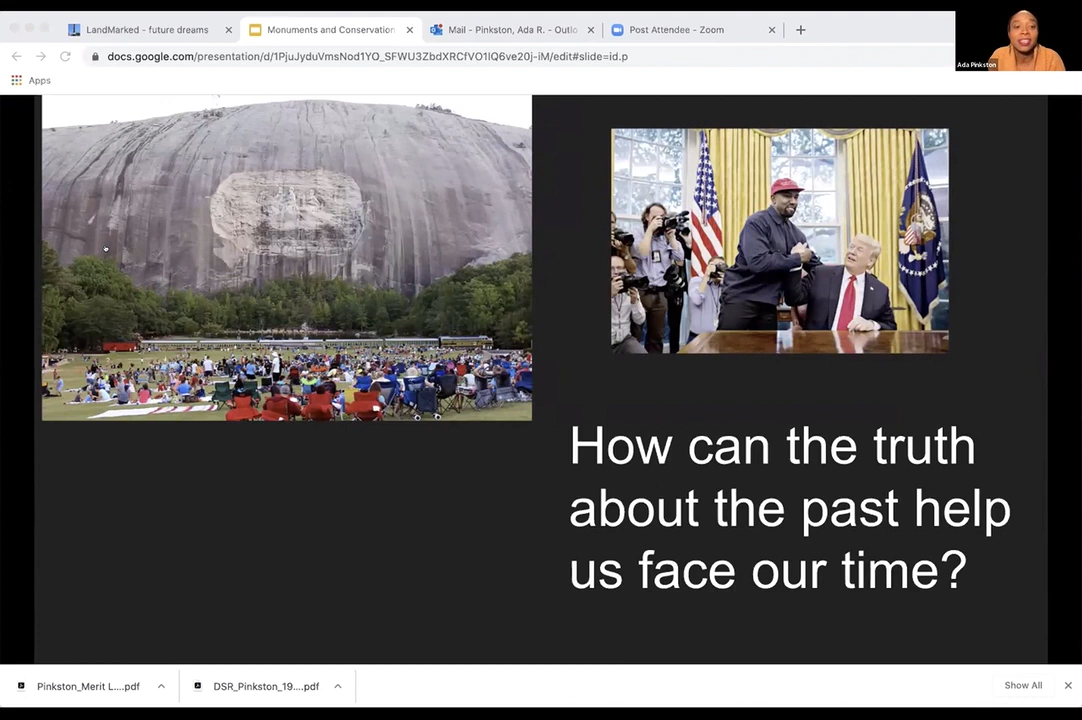 LandMarked - future dreams
Monuments and Conservation
Mail - Pinkston, Ada R. - Outlo
Post Attendee - Zoom
docs.google.com/presentation/d/1PjuJyduVmsNod1YO_SFWU3ZbdXRCfVO1lQ6ve20j-iM/edit#slide=id.p
Apps
Ada Pinkston
How can the truth
about the past help
us face our time?
Pinkston_Merit L....pdf
DSR_Pinkston_19....pdf
Show All